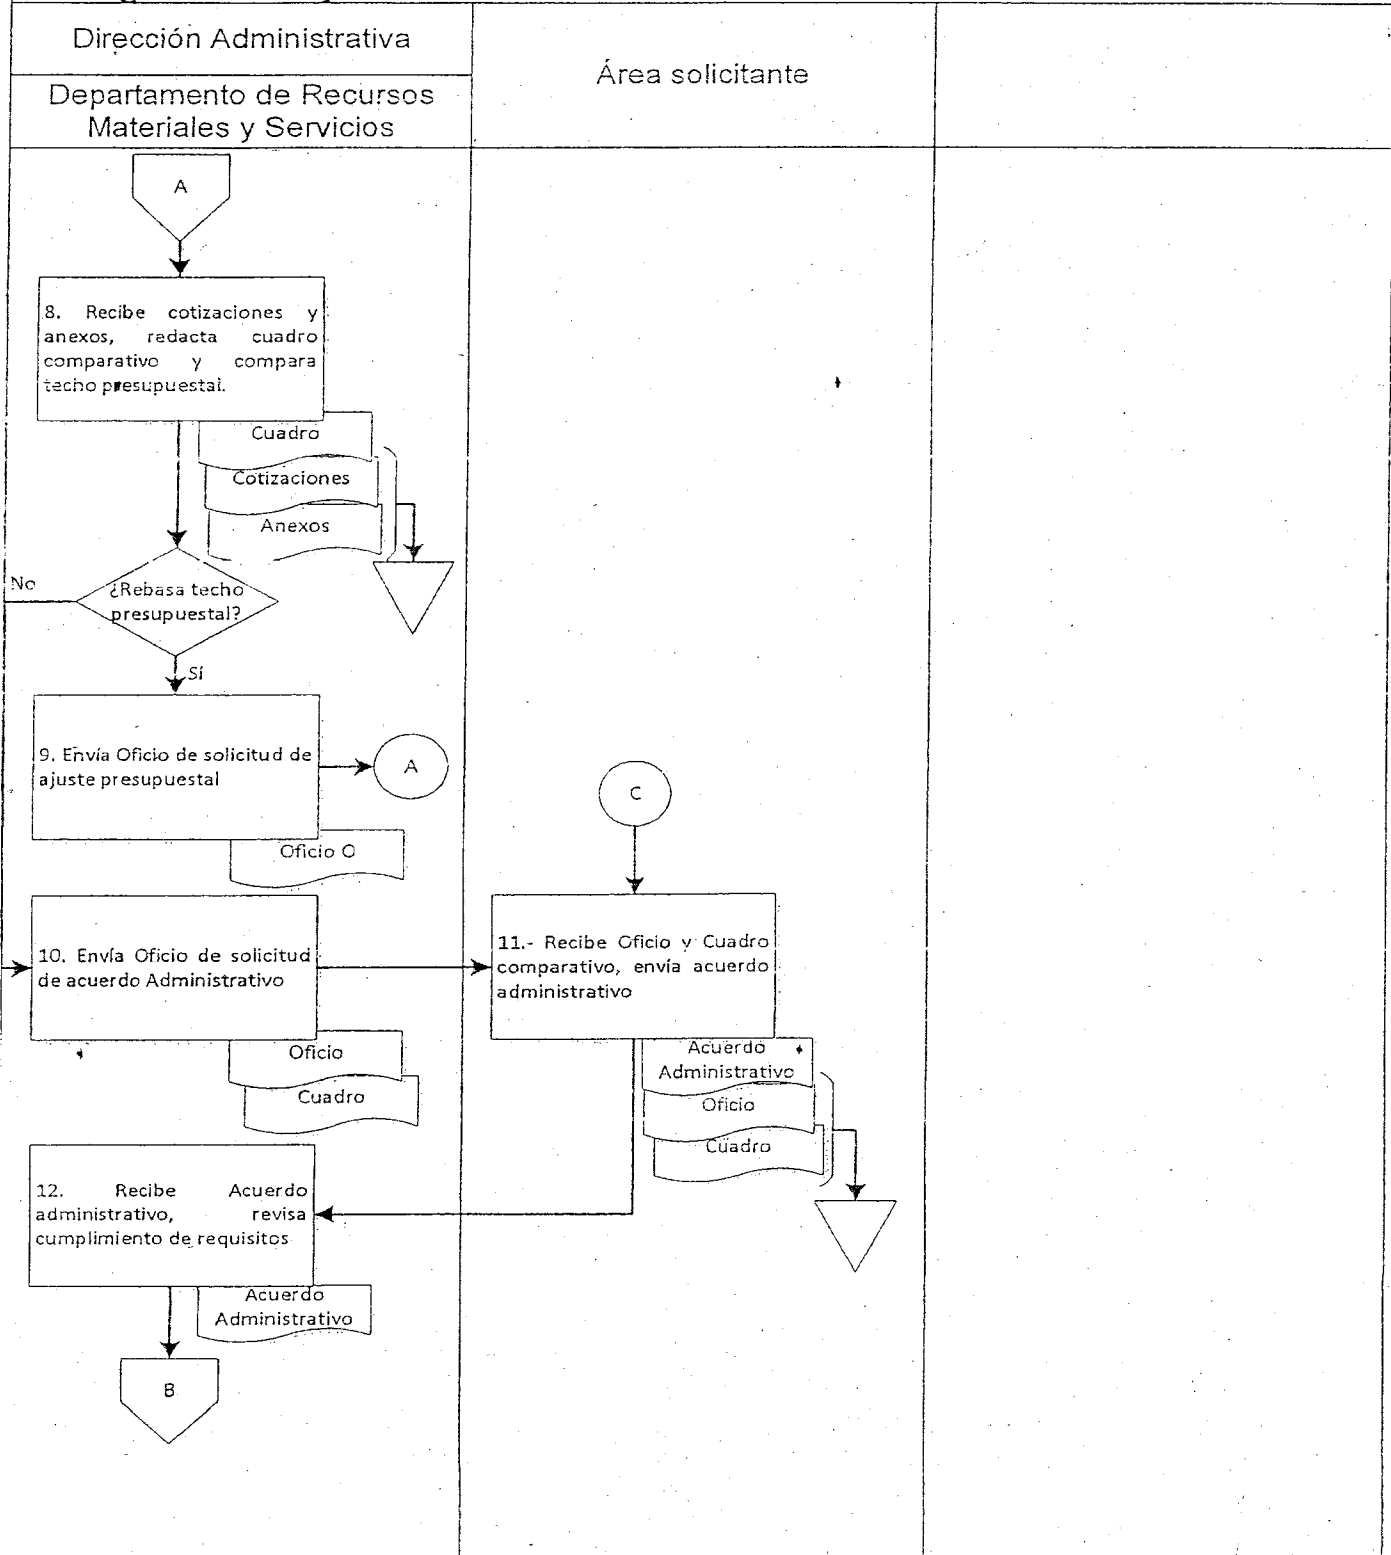 Dirección Administrativa
Departamento de Recursos
Materiales y Servicios
Área solicitante
A
8. Recibe cotizaciones y
anexos, redacta cuadro
comparativo y compara
techo presupuestal.
Cuadro
Cotizaciones
Anexos
No
¿Rebasa techo
presupuestal?
Sí
9. Envía Oficio de solicitud de
ajuste presupuestal
A
Oficio O
C
10. Envía Oficio de solicitud
de acuerdo Administrativo
Oficio
Cuadro
11.- Recibe Oficio y Cuadro
comparativo, envía acuerdo
administrativo
Acuerdo
Administrativo
Oficio
Cuadro
12. Recibe Acuerdo
administrativo, revisa
cumplimiento de requisitos
Acuerdo
Administrativo
B